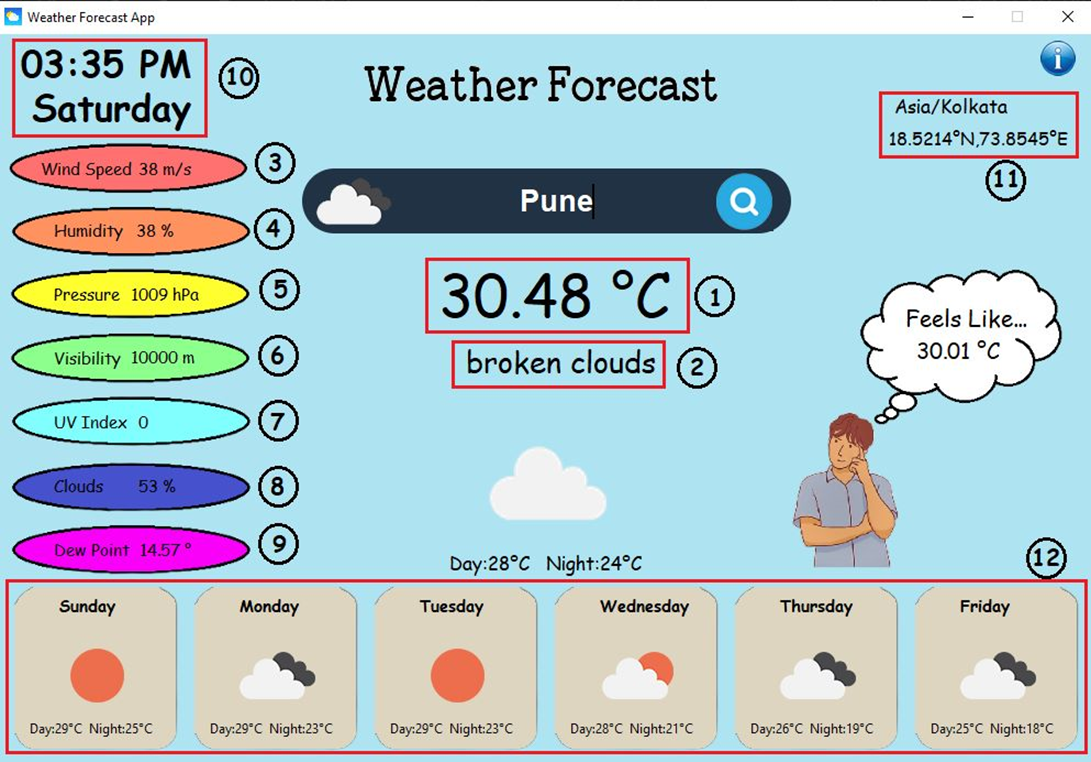 Weather Forecast App
03:35 PM
Saturday
10
Weather Forecast
i
Asia/Kolkata
18.5214°N,73.8545°E
11
Wind Speed 38 m/s
3
Humidity 38 %
4
Pressure 1009 hPa
5
Visibility 10000 m
6
UV Index 0
7
Clouds 53 %
8
Dew Point 14.57 °
9
Pune
30.48 °C
1
broken clouds
2
Feels Like...
30.01 °C
Day:28°C Night:24°C
12
Sunday
Day:29°C Night:25°C
Monday
Day:29°C Night:23°C
Tuesday
Day:29°C Night:23°C
Wednesday
Day:28°C Night:21°C
Thursday
Day:26°C Night:19°C
Friday
Day:25°C Night:18°C